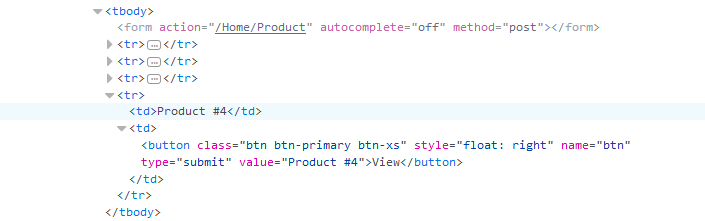 <tbody>
<form action="/Home/Product" autocomplete="off" method="post"></form>
<tr>…</tr>
<tr>…</tr>
<tr>…</tr>
<tr>
<td>Product #4</td>
<td>
<button class="btn btn-primary btn-xs" style="float: right" name="btn"
type="submit" value="Product #4">View</button>
</td>
</tr>
</tbody>